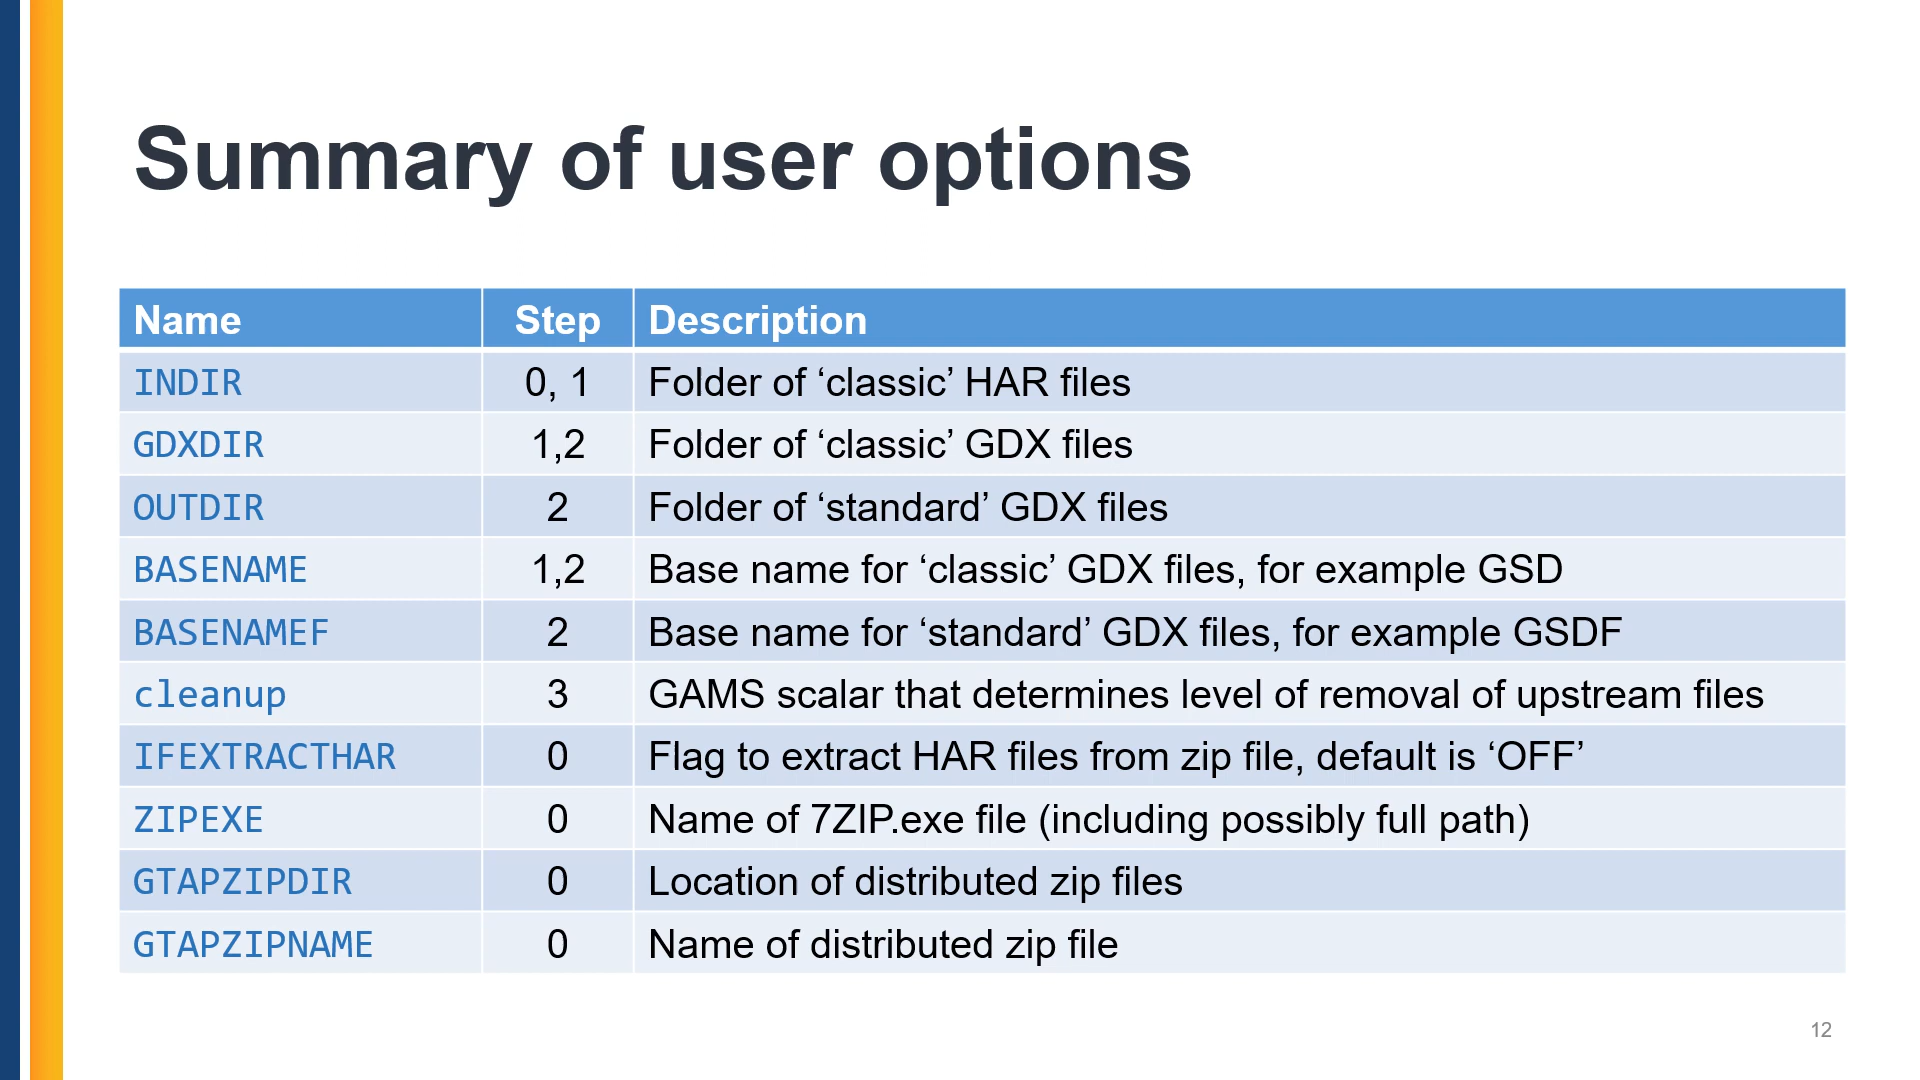 Summary of user options
Name Step Description
INDIR 0, 1 Folder of ‘classic’ HAR files
GDXDIR 1,2 Folder of ‘classic’ GDX files
OUTDIR 2 Folder of ‘standard’ GDX files
BASENAME 1,2 Base name for ‘classic’ GDX files, for example GSD
BASENAMEF 2 Base name for ‘standard’ GDX files, for example GSDF
cleanup 3 GAMS scalar that determines level of removal of upstream files
IFEXTRACTHAR 0 Flag to extract HAR files from zip file, default is ‘OFF’
ZIPEXE 0 Name of 7ZIP.exe file (including possibly full path)
GTAPZIPDIR 0 Location of distributed zip files
GTAPZIPNAME 0 Name of distributed zip file
12